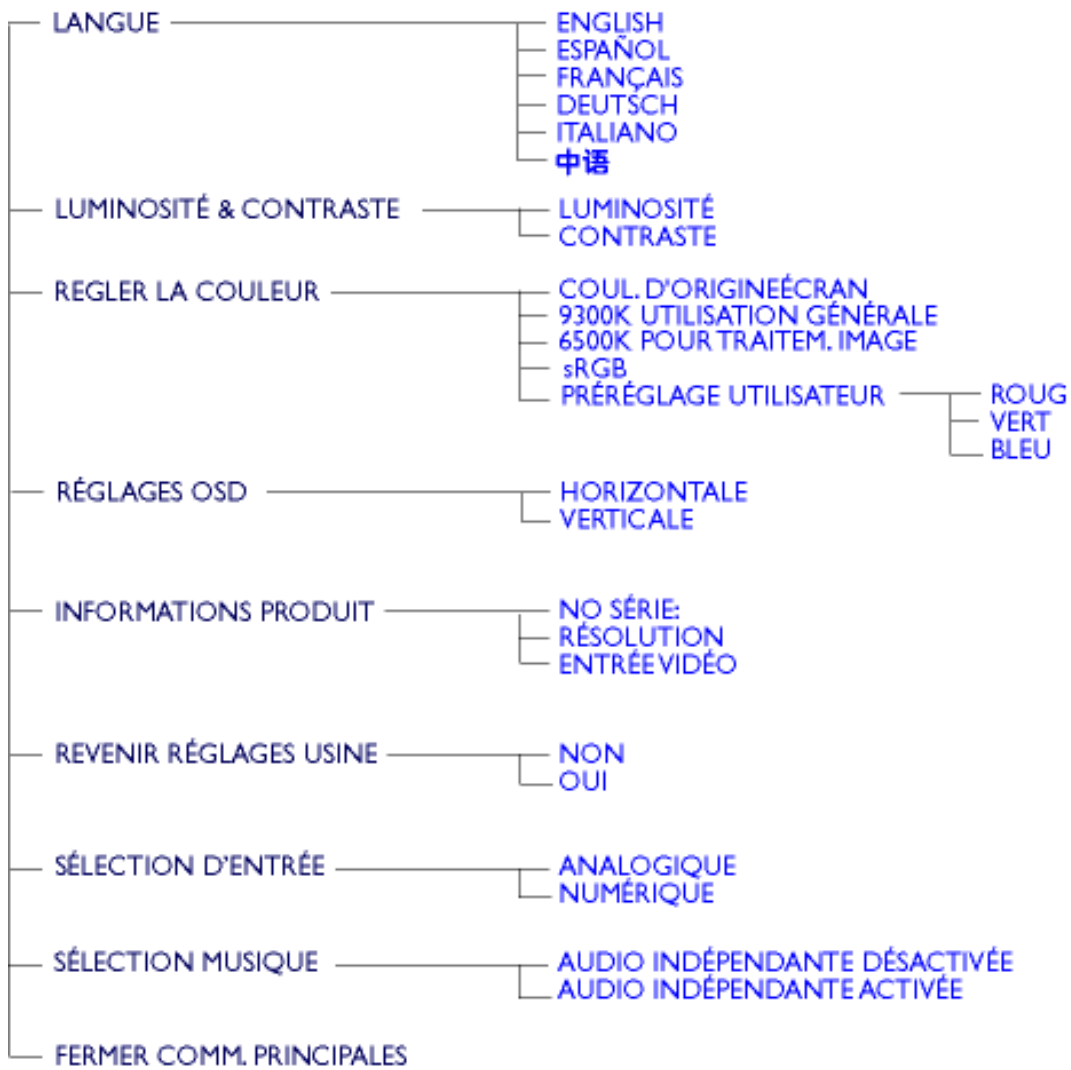 LANGUE
ENGLISH
ESPAÑOL
FRANÇAIS
DEUTSCH
ITALIANO
中语
LUMINOSITÉ & CONTRASTE
LUMINOSITÉ
CONTRASTE
REGLER LA COULEUR
COUL. D'ORIGINEÉCRAN
9300K UTILISATION GÉNÉRALE
6500K POUR TRAITEM. IMAGE
sRGB
PRÉRÉGLAGE UTILISATEUR
ROUG
VERT
BLEU
RÉGLAGES OSD
HORIZONTALE
VERTICALE
INFORMATIONS PRODUIT
NO SÉRIE:
RÉSOLUTION
ENTRÉE VIDÉO
REVENIR RÉGLAGES USINE
NON
OUI
SÉLECTION D'ENTRÉE
ANALOGIQUE
NUMÉRIQUE
SÉLECTION MUSIQUE
AUDIO INDÉPENDANTE DÉSACTIVÉE
AUDIO INDÉPENDANTE ACTIVÉE
FERMER COMM. PRINCIPALES